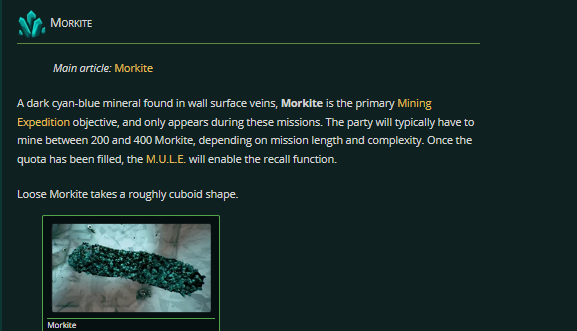 Morkite
Main article: Morkite
A dark cyan-blue mineral found in wall surface veins, Morkite is the primary Mining
Expedition objective, and only appears during these missions. The party will typically have to
mine between 200 and 400 Morkite, depending on mission length and complexity. Once the
quota has been filled, the M.U.L.E. will enable the recall function.
Loose Morkite takes a roughly cuboid shape.
Morkite